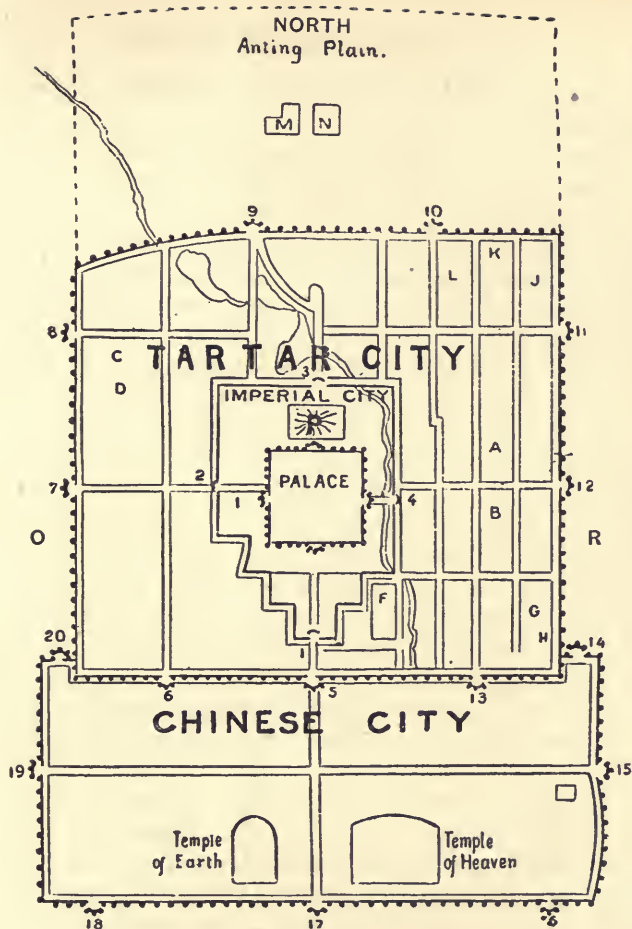 NORTH
Anting Plain.
M N
9 10
K
L J
8 11
C TARTAR CITY
3
D
IMPERIAL CITY
P
A
2 PALACE
7 12
1 4
B
O R
F
G
H
20 14
1
6 5 13
CHINESE CITY
19 15
Temple Temple
of Earth of Heaven
18 17 16